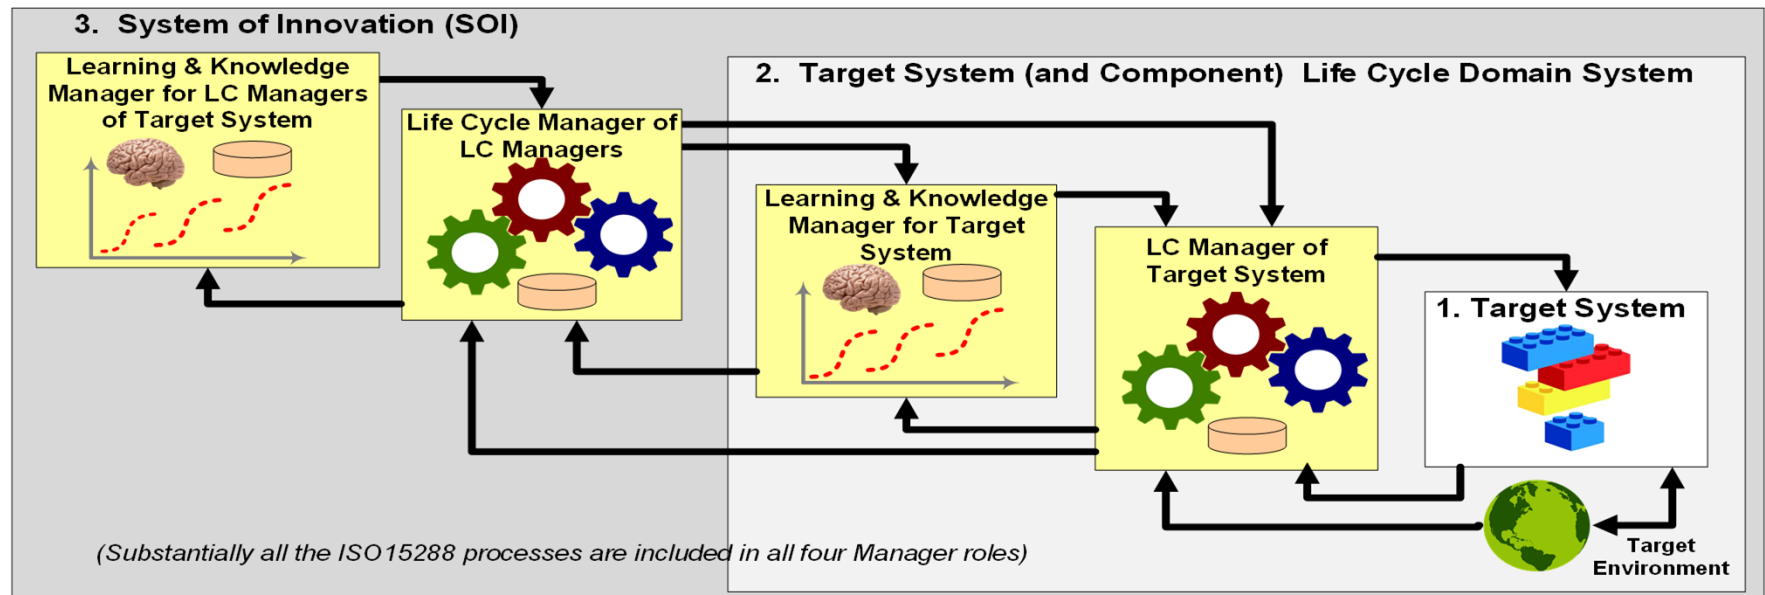 3. System of Innovation (SOI)
Learning & Knowledge
Manager for LC Managers
of Target System
Life Cycle Manager of
LC Managers
2. Target System (and Component) Life Cycle Domain System
Learning & Knowledge
Manager for Target
System
LC Manager of
Target System
1. Target System
Target
Environment
(Substantially all the ISO15288 processes are included in all four Manager roles)